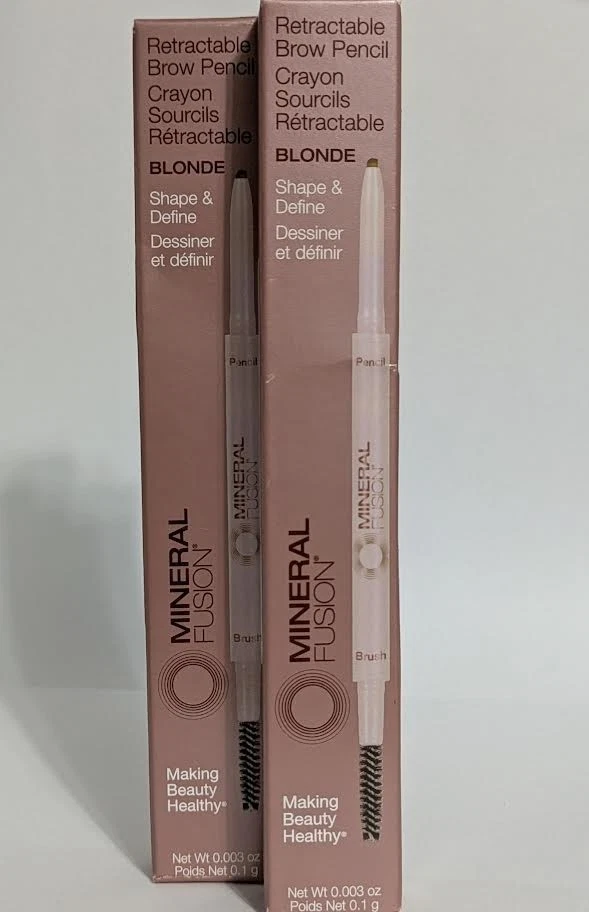 Retractable
Brow Pencil
Crayon
Sourcils
Rétractable
BLONDE
Shape &
Define
Dessiner
et définir
Pencil
MINERAL
FUSION®
Brush
MINERAL
FUSION®
Making
Beauty
Healthy®
Net Wt 0.003 oz
Poids Net 0.1 g
Retractable
Brow Pencil
Crayon
Sourcils
Rétractable
BLONDE
Shape &
Define
Dessiner
et définir
Pencil
MINERAL
FUSION®
Brush
MINERAL
FUSION®
Making
Beauty
Healthy®
Net Wt 0.003 oz
Poids Net 0.1 g